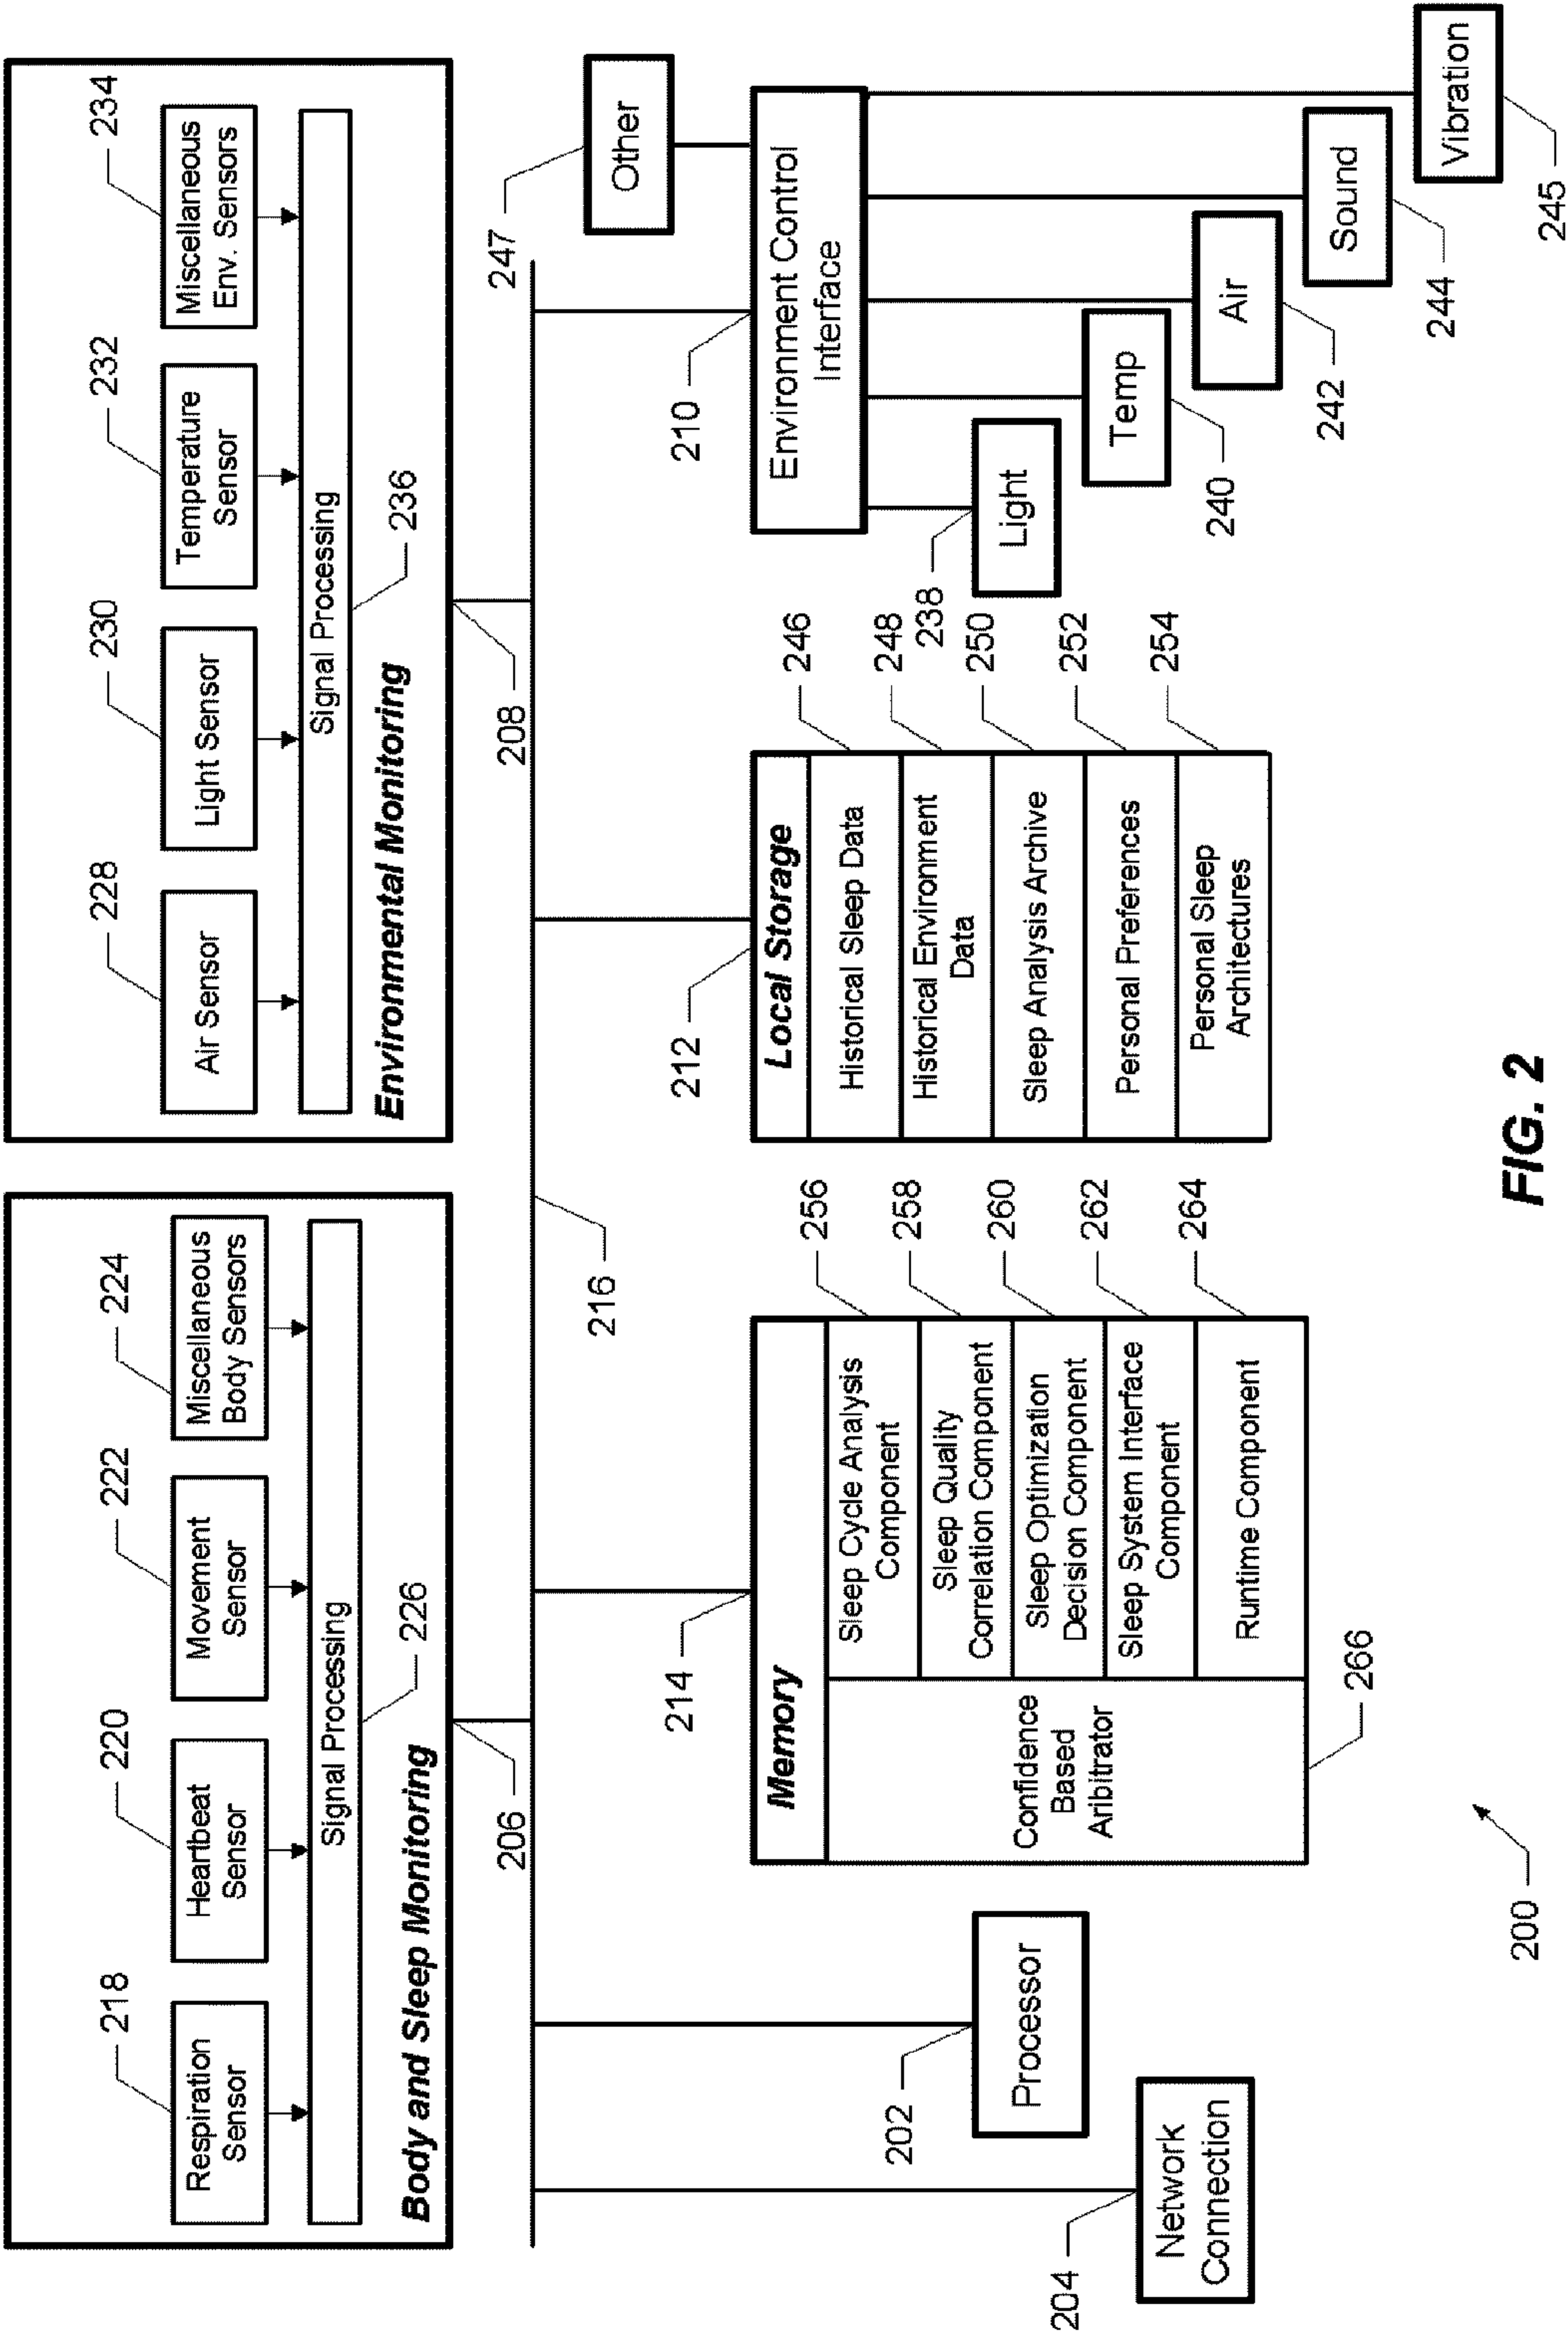 218
220
222
224
Respiration
Sensor
Heartbeat
Sensor
Movement
Sensor
Miscellaneous
Body Sensors
Signal Processing
226
Body and Sleep Monitoring
206
228
230
232
234
Air Sensor
Light Sensor
Temperature
Sensor
Miscellaneous
Env. Sensors
Signal Processing
236
Environmental Monitoring
208
216
247
Other
204
Network
Connection
202
Processor
214
Memory
Confidence
Based
Aribitrator
266
Sleep Cycle Analysis
Component
256
Sleep Quality
Correlation Component
258
Sleep Optimization
Decision Component
260
Sleep System Interface
Component
262
Runtime Component
264
212
Local Storage
Historical Sleep Data
246
Historical Environment
Data
248
Sleep Analysis Archive
250
Personal Preferences
252
Personal Sleep
Architectures
254
210
Environment Control
Interface
238
Light
Temp
240
Air
242
Sound
244
Vibration
245
200
FIG. 2